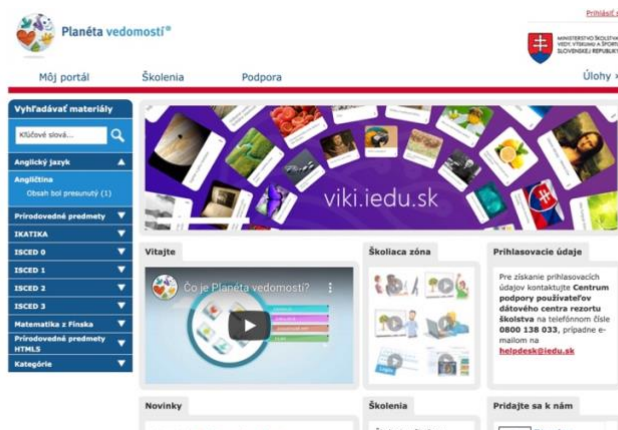 Planéta vedomostí®
Prihlásiť
MINISTERSTVO ŠKOLSTVA
VEDY, VÝSKUMU A ŠPORTU
SLOVENSKEJ REPUBLIKY
Môj portál
Školenia
Podpora
Úlohy »
Vyhľadávať materiály
Kľúčové slová...
Anglický jazyk
Angličtina
Obsah bol presunutý (1)
Prírodovedné predmety
IKATIKA
ISCED 0
ISCED 1
ISCED 2
ISCED 3
Matematika z Fínska
Prírodovedné predmety
HTML5
Kategórie
viki.iedu.sk
Vitajte
Čo je Planéta vedomostí?
Školiaca zóna
Prihlasovacie údaje
Pre získanie prihlasovacích
údajov kontaktujte Centrum
podpory používateľov
dátového centra rezortu
školstva na telefónnom čísle
0800 138 033, prípadne e-
mailom na
helpdesk@iedu.sk
Novinky
Školenia
Pridajte sa k nám